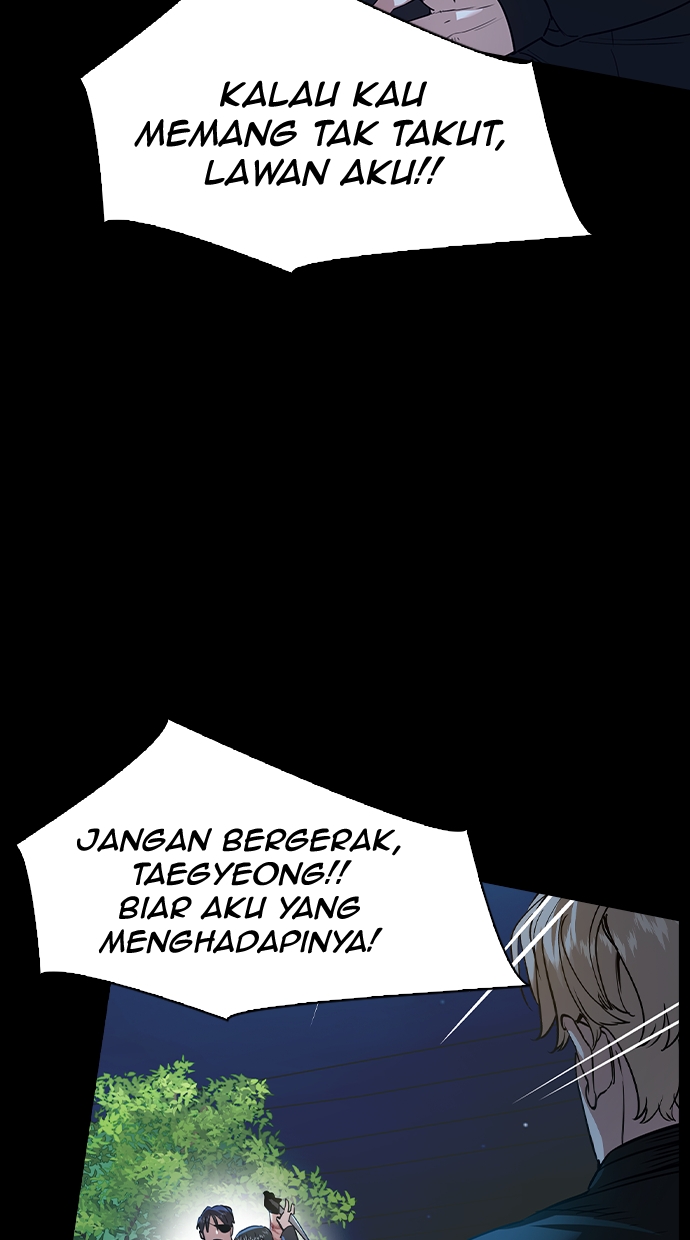 KALAU KAU
MEMANG TAK TAKUT,
LAWAN AKU!!
JANGAN BERGERAK,
TAEGYEONG!!
BIAR AKU YANG
MENGHADAPINYA!